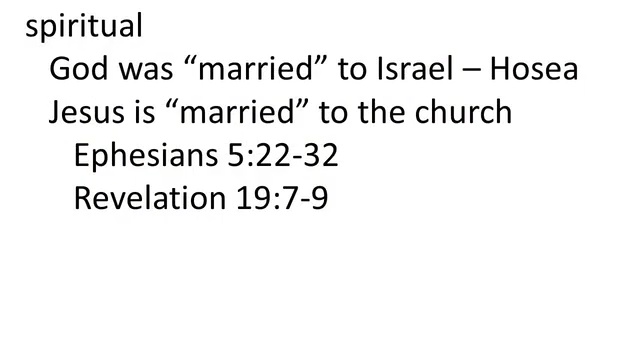 spiritual
God was “married” to Israel – Hosea
Jesus is “married” to the church
Ephesians 5:22-32
Revelation 19:7-9